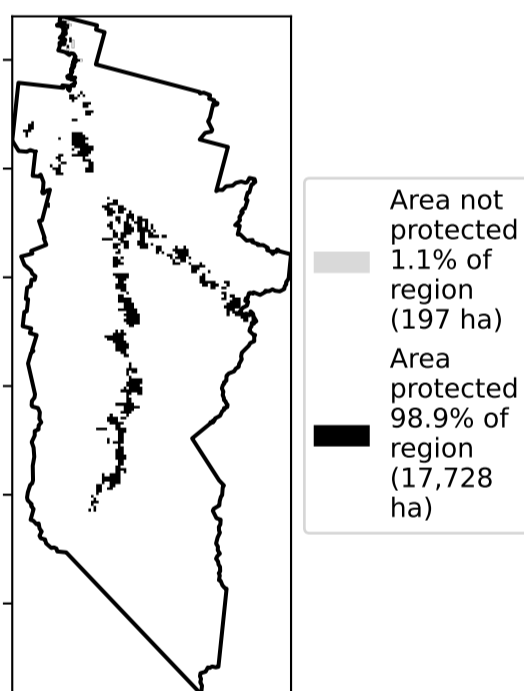 Area not
protected
1.1% of
region
(197 ha)
Area
protected
98.9% of
region
(17,728
ha)